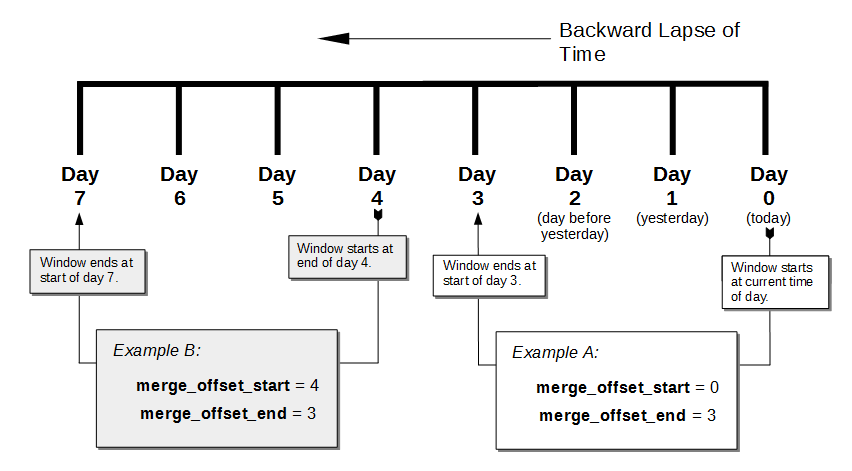 Backward Lapse of
Time
Day
7
Day
6
Day
5
Day
4
Day
3
Day
2
(day before
yesterday)
Day
1
(yesterday)
Day
0
(today)
Window ends at
start of day 7.
Window starts at
end of day 4.
Window ends at
start of day 3.
Window starts
at current time
of day.
Example B:
merge_offset_start = 4
merge_offset_end = 3
Example A:
merge_offset_start = 0
merge_offset_end = 3